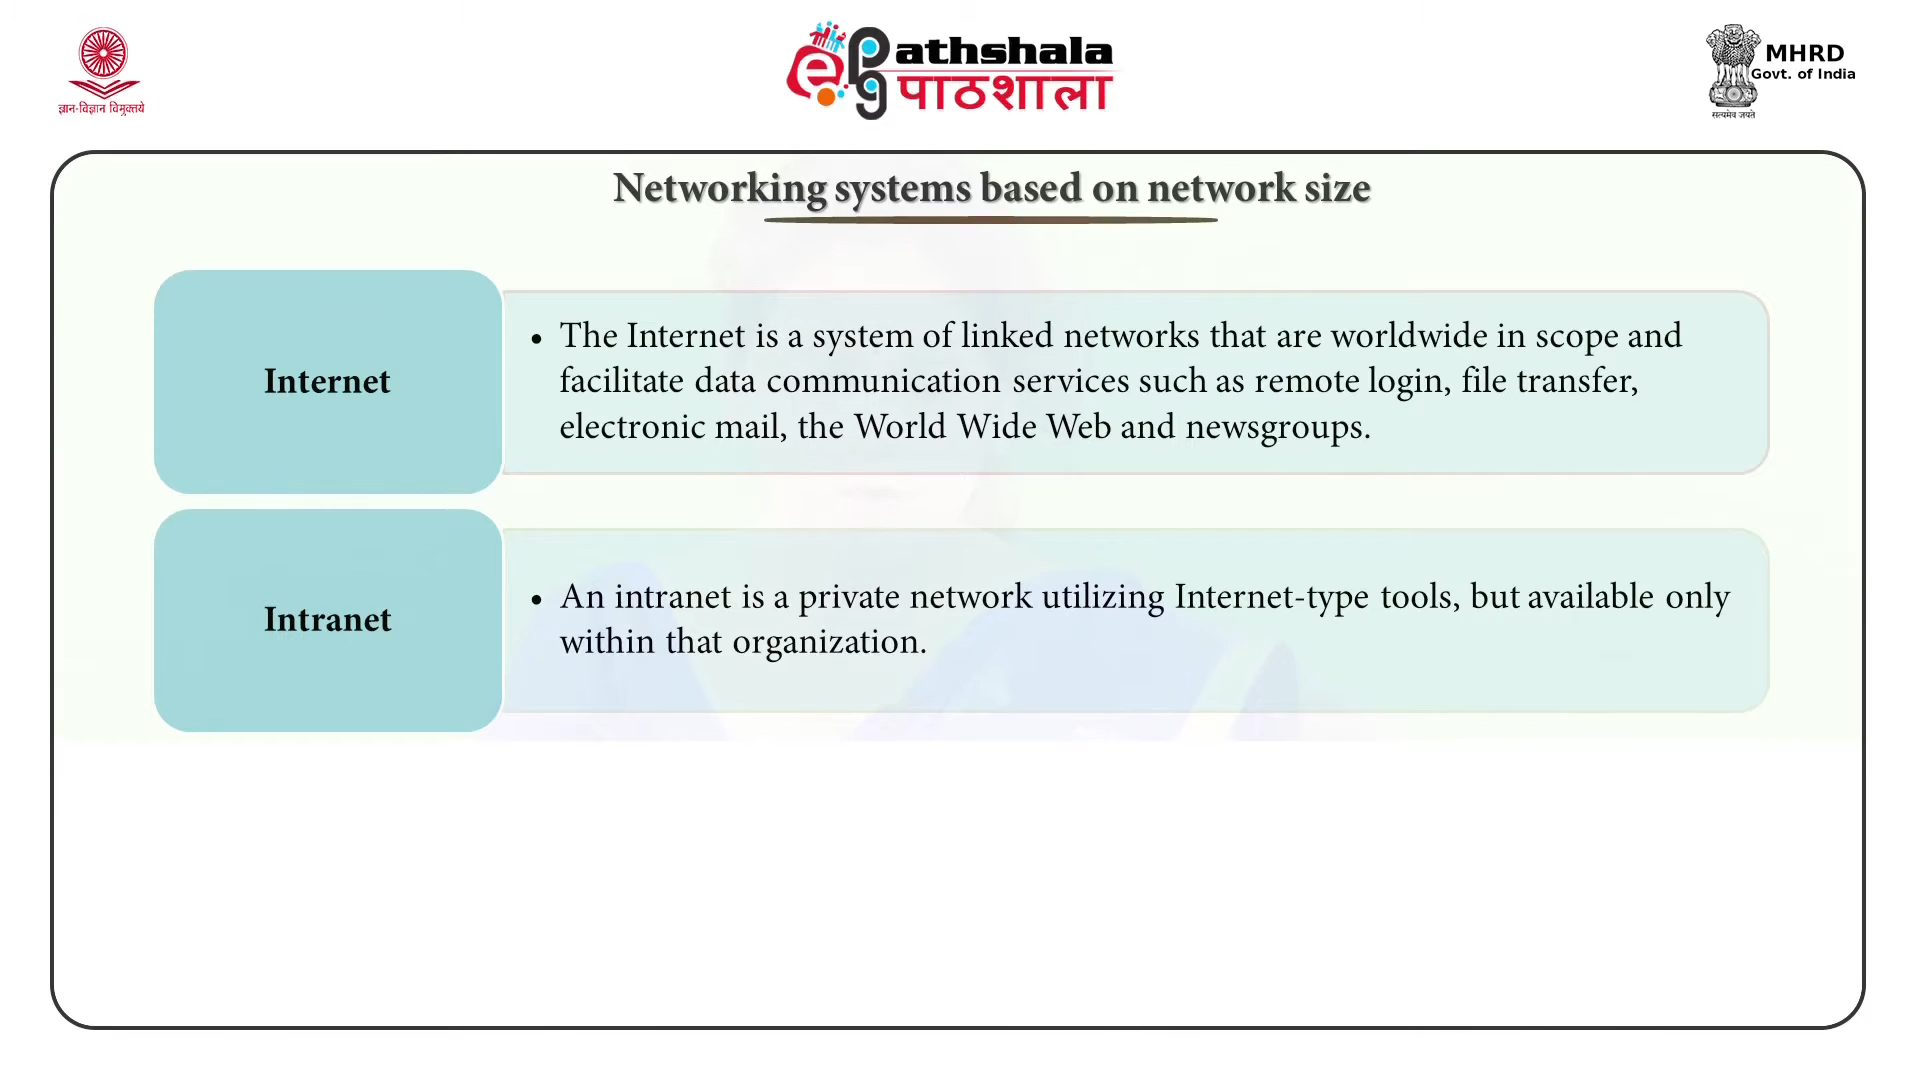 ज्ञान-विज्ञान विमुक्तये
ePG athshala
पाठशाला
MHRD
Govt. of India
सत्यमेव जयते
Networking systems based on network size
Internet
• The Internet is a system of linked networks that are worldwide in scope and
facilitate data communication services such as remote login, file transfer,
electronic mail, the World Wide Web and newsgroups.
Intranet
• An intranet is a private network utilizing Internet-type tools, but available only
within that organization.